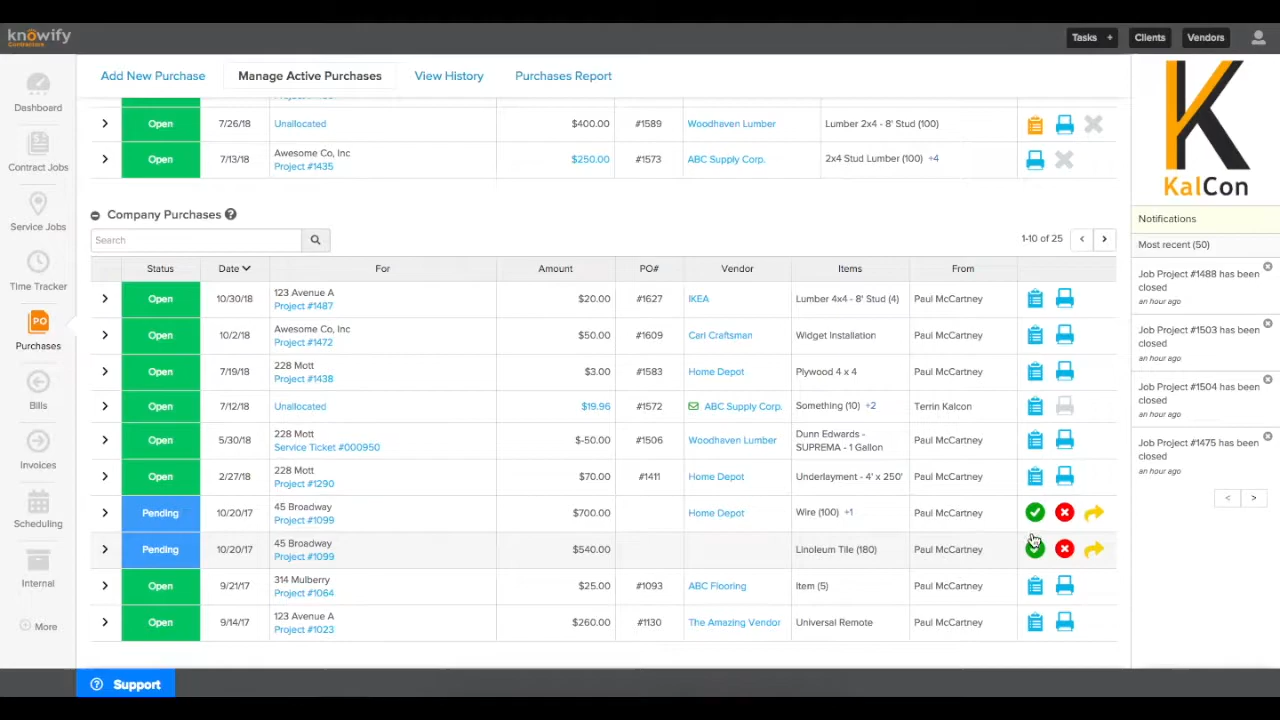 knowify
Contractors
Tasks +
Clients
Vendors
Dashboard
Contract Jobs
Service Jobs
Time Tracker
PO
Purchases
Bills
Invoices
Scheduling
Internal
More
Add New Purchase
Manage Active Purchases
View History
Purchases Report
Open 7/26/18 Unallocated $400.00 #1589 Woodhaven Lumber Lumber 2x4 - 8' Stud (100)
Open 7/13/18 Awesome Co, Inc $250.00 #1573 ABC Supply Corp. 2x4 Stud Lumber (100) +4
Project #1435
Company Purchases ?
Search
1-10 of 25 < >
Status Date For Amount PO# Vendor Items From
Open 10/30/18 123 Avenue A $20.00 #1627 IKEA Lumber 4x4 - 8' Stud (4) Paul McCartney
Project #1487
Open 10/2/18 Awesome Co, Inc $50.00 #1609 Carl Craftsman Widget Installation Paul McCartney
Project #1472
Open 7/19/18 228 Mott $3.00 #1583 Home Depot Plywood 4 x 4 Paul McCartney
Project #1438
Open 7/12/18 Unallocated $19.96 #1572 ABC Supply Corp. Something (10) +2 Terrin Kalcon
Open 5/30/18 228 Mott $-50.00 #1506 Woodhaven Lumber Dunn Edwards - Paul McCartney
Service Ticket #000950 SUPREMA - 1 Gallon
Open 2/27/18 228 Mott $70.00 #1411 Home Depot Underlayment - 4' x 250' Paul McCartney
Project #1290
Pending 10/20/17 45 Broadway $700.00 Home Depot Wire (100) +1 Paul McCartney
Project #1099
Pending 10/20/17 45 Broadway $540.00 Linoleum Tile (180) Paul McCartney
Project #1099
Open 9/21/17 314 Mulberry $25.00 #1093 ABC Flooring Item (5) Paul McCartney
Project #1064
Open 9/14/17 123 Avenue A $260.00 #1130 The Amazing Vendor Universal Remote Paul McCartney
Project #1023
K
KalCon
Notifications
Most recent (50)
Job Project #1488 has been
closed
an hour ago
Job Project #1503 has been
closed
an hour ago
Job Project #1504 has been
closed
an hour ago
Job Project #1475 has been
closed
an hour ago
< >
? Support